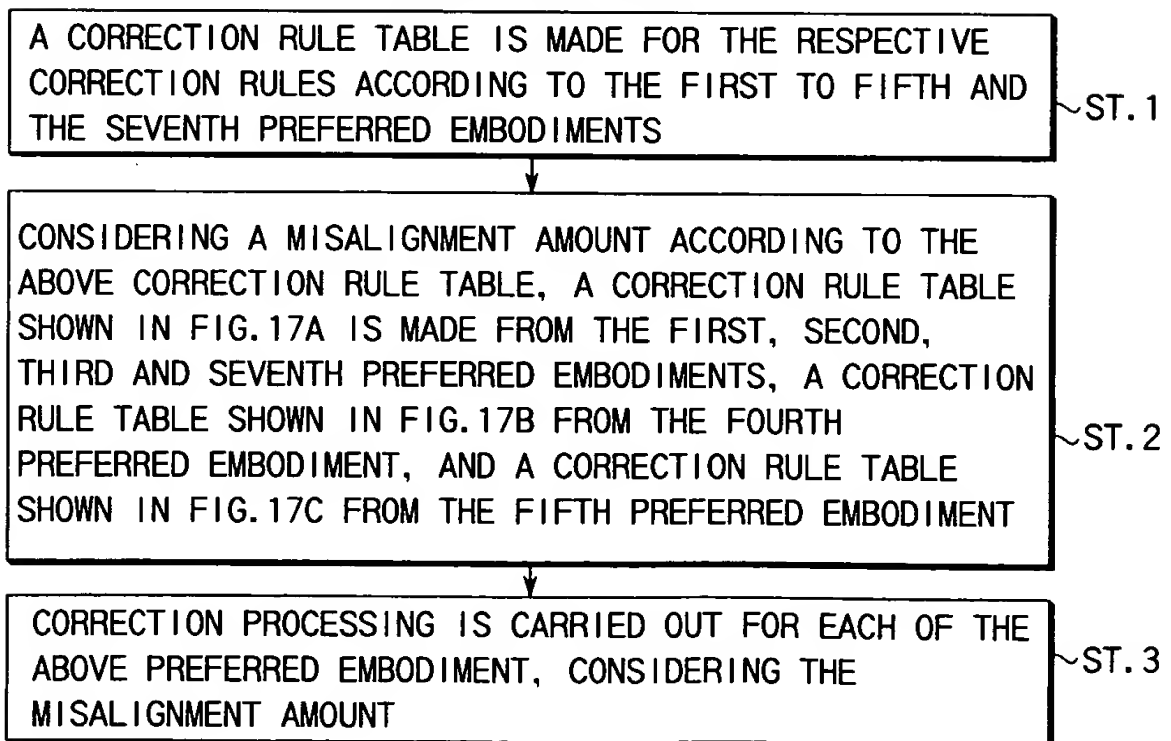 A CORRECTION RULE TABLE IS MADE FOR THE RESPECTIVE
CORRECTION RULES ACCORDING TO THE FIRST TO FIFTH AND
THE SEVENTH PREFERRED EMBODIMENTS
~ST.1
CONSIDERING A MISALIGNMENT AMOUNT ACCORDING TO THE
ABOVE CORRECTION RULE TABLE, A CORRECTION RULE TABLE
SHOWN IN FIG.17A IS MADE FROM THE FIRST, SECOND,
THIRD AND SEVENTH PREFERRED EMBODIMENTS, A CORRECTION
RULE TABLE SHOWN IN FIG.17B FROM THE FOURTH
PREFERRED EMBODIMENT, AND A CORRECTION RULE TABLE
SHOWN IN FIG.17C FROM THE FIFTH PREFERRED EMBODIMENT
~ST.2
CORRECTION PROCESSING IS CARRIED OUT FOR EACH OF THE
ABOVE PREFERRED EMBODIMENT, CONSIDERING THE
MISALIGNMENT AMOUNT
~ST.3